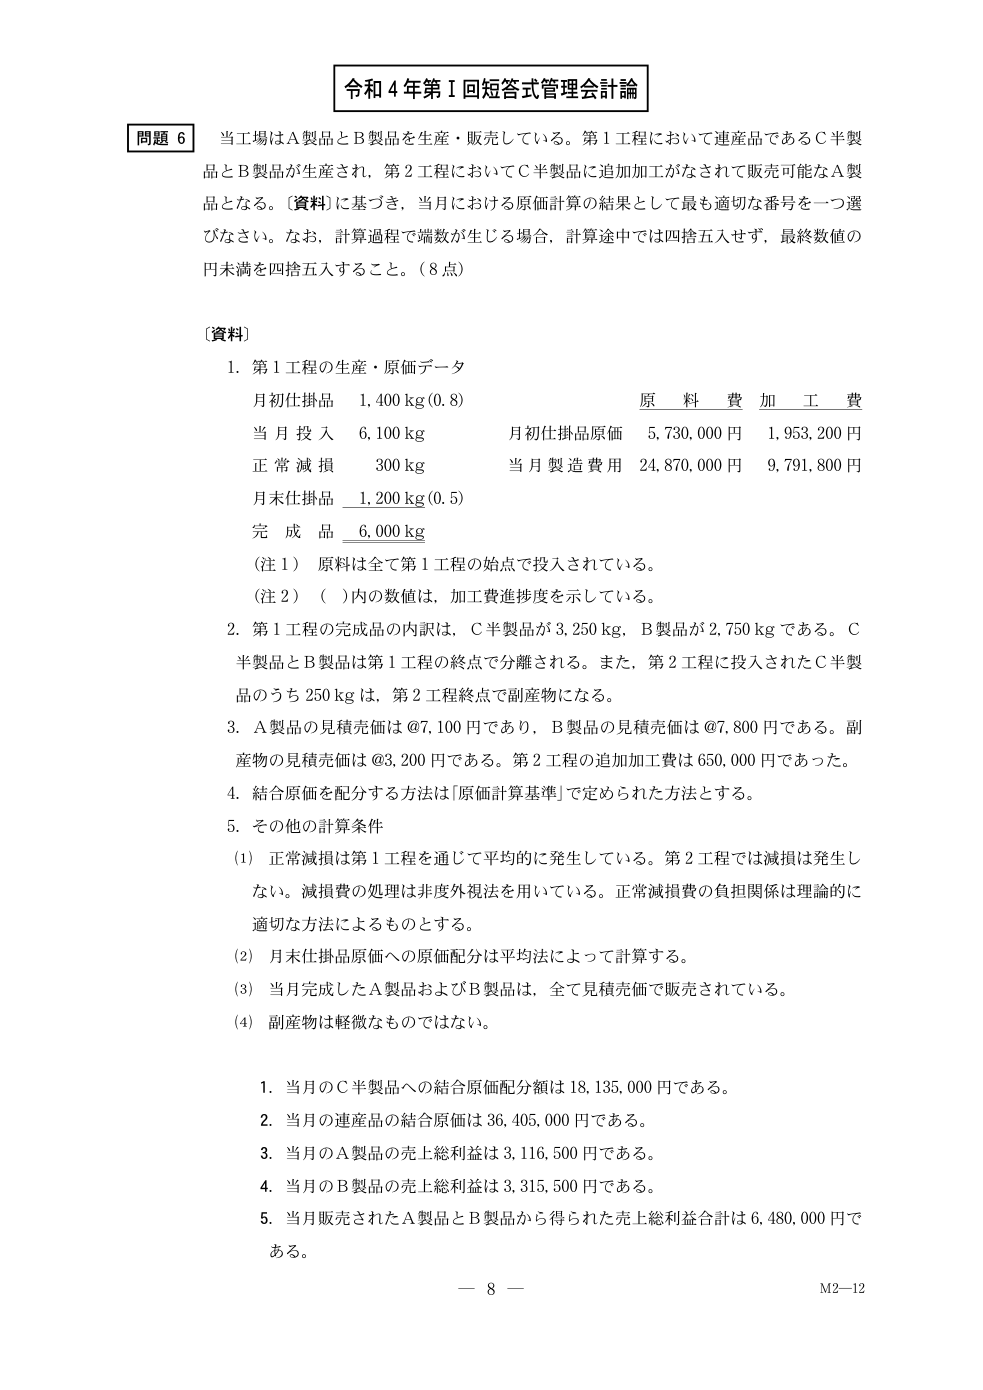 令和４年第Ⅰ回短答式管理会計論
問題 6　当工場はＡ製品とＢ製品を生産・販売している。第１工程において連産品であるＣ半製
品とＢ製品が生産され，第２工程においてＣ半製品に追加加工がなされて販売可能なＡ製
品となる。〔資料〕に基づき，当月における原価計算の結果として最も適切な番号を一つ選
びなさい。なお，計算過程で端数が生じる場合，計算途中では四捨五入せず，最終数値の
円未満を四捨五入すること。（８点）
〔資料〕
1．第１工程の生産・原価データ
月初仕掛品　1,400 kg(0.8)　原　料　費　加　工　費
当月投入　6,100 kg　月初仕掛品原価　5,730,000 円　1,953,200 円
正常減損　300 kg　当月製造費用　24,870,000 円　9,791,800 円
月末仕掛品　1,200 kg(0.5)
完　成　品　6,000 kg
（注１）　原料は全て第１工程の始点で投入されている。
（注２）　（　）内の数値は，加工費進捗度を示している。
2．第１工程の完成品の内訳は，Ｃ半製品が 3,250 kg，Ｂ製品が 2,750 kg である。Ｃ
半製品とＢ製品は第１工程の終点で分離される。また，第２工程に投入されたＣ半製
品のうち 250 kg は，第２工程終点で副産物になる。
3．Ａ製品の見積売価は＠7,100 円であり，Ｂ製品の見積売価は＠7,800 円である。副
産物の見積売価は＠3,200 円である。第２工程の追加加工費は 650,000 円であった。
4．結合原価を配分する方法は「原価計算基準」で定められた方法とする。
5．その他の計算条件
⑴　正常減損は第１工程を通じて平均的に発生している。第２工程では減損は発生し
ない。減損費の処理は非度外視法を用いている。正常減損費の負担関係は理論的に
適切な方法によるものとする。
⑵　月末仕掛品原価への原価配分は平均法によって計算する。
⑶　当月完成したＡ製品およびＢ製品は，全て見積売価で販売されている。
⑷　副産物は軽微なものではない。
1．当月のＣ半製品への結合原価配分額は 18,135,000 円である。
2．当月の連産品の結合原価は 36,405,000 円である。
3．当月のＡ製品の売上総利益は 3,116,500 円である。
4．当月のＢ製品の売上総利益は 3,315,500 円である。
5．当月販売されたＡ製品とＢ製品から得られた売上総利益合計は 6,480,000 円で
ある。
— 8 —　M2—12